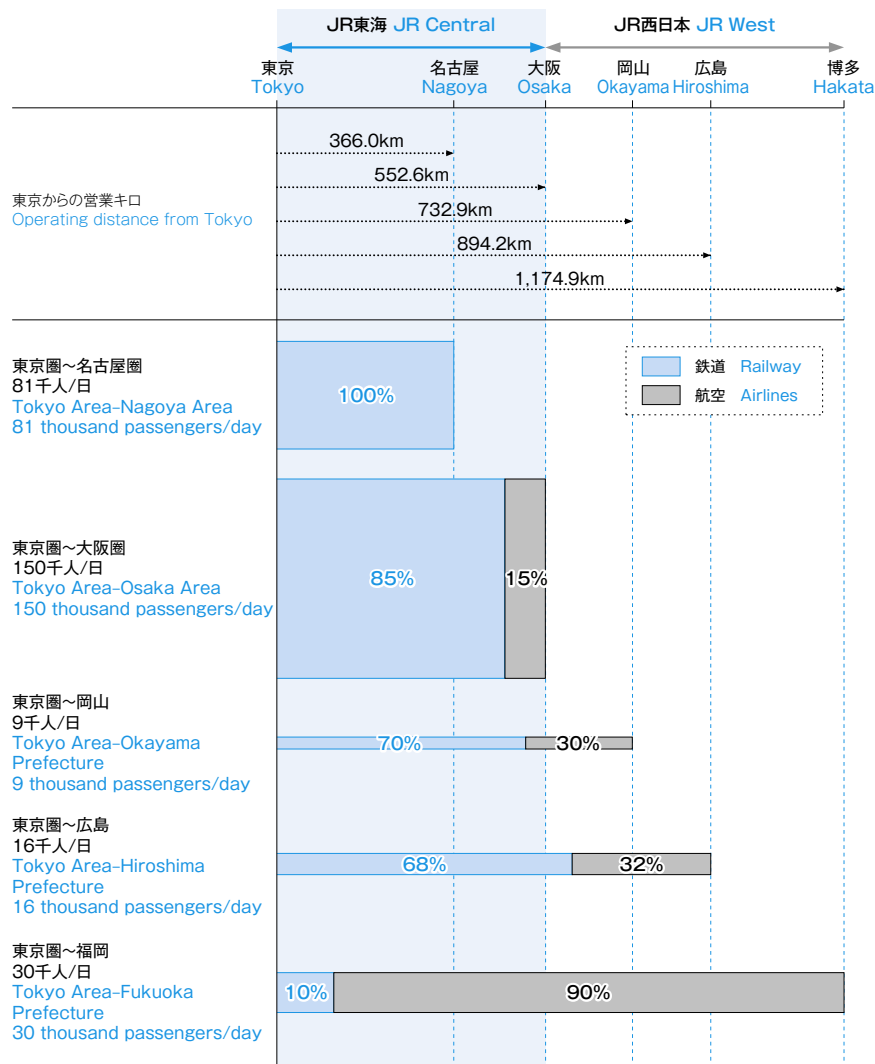 JR東海 JR Central
JR西日本 JR West
東京
Tokyo
名古屋
Nagoya
大阪
Osaka
岡山
Okayama
広島
Hiroshima
博多
Hakata
366.0km
552.6km
東京からの営業キロ
Operating distance from Tokyo
732.9km
894.2km
1,174.9km
東京圏〜名古屋圏
81千人/日
Tokyo Area–Nagoya Area
81 thousand passengers/day
100%
鉄道 Railway
航空 Airlines
東京圏〜大阪圏
150千人/日
Tokyo Area–Osaka Area
150 thousand passengers/day
85%
15%
東京圏〜岡山
9千人/日
Tokyo Area–Okayama
Prefecture
9 thousand passengers/day
70%
30%
東京圏〜広島
16千人/日
Tokyo Area–Hiroshima
Prefecture
16 thousand passengers/day
68%
32%
東京圏〜福岡
30千人/日
Tokyo Area–Fukuoka
Prefecture
30 thousand passengers/day
10%
90%